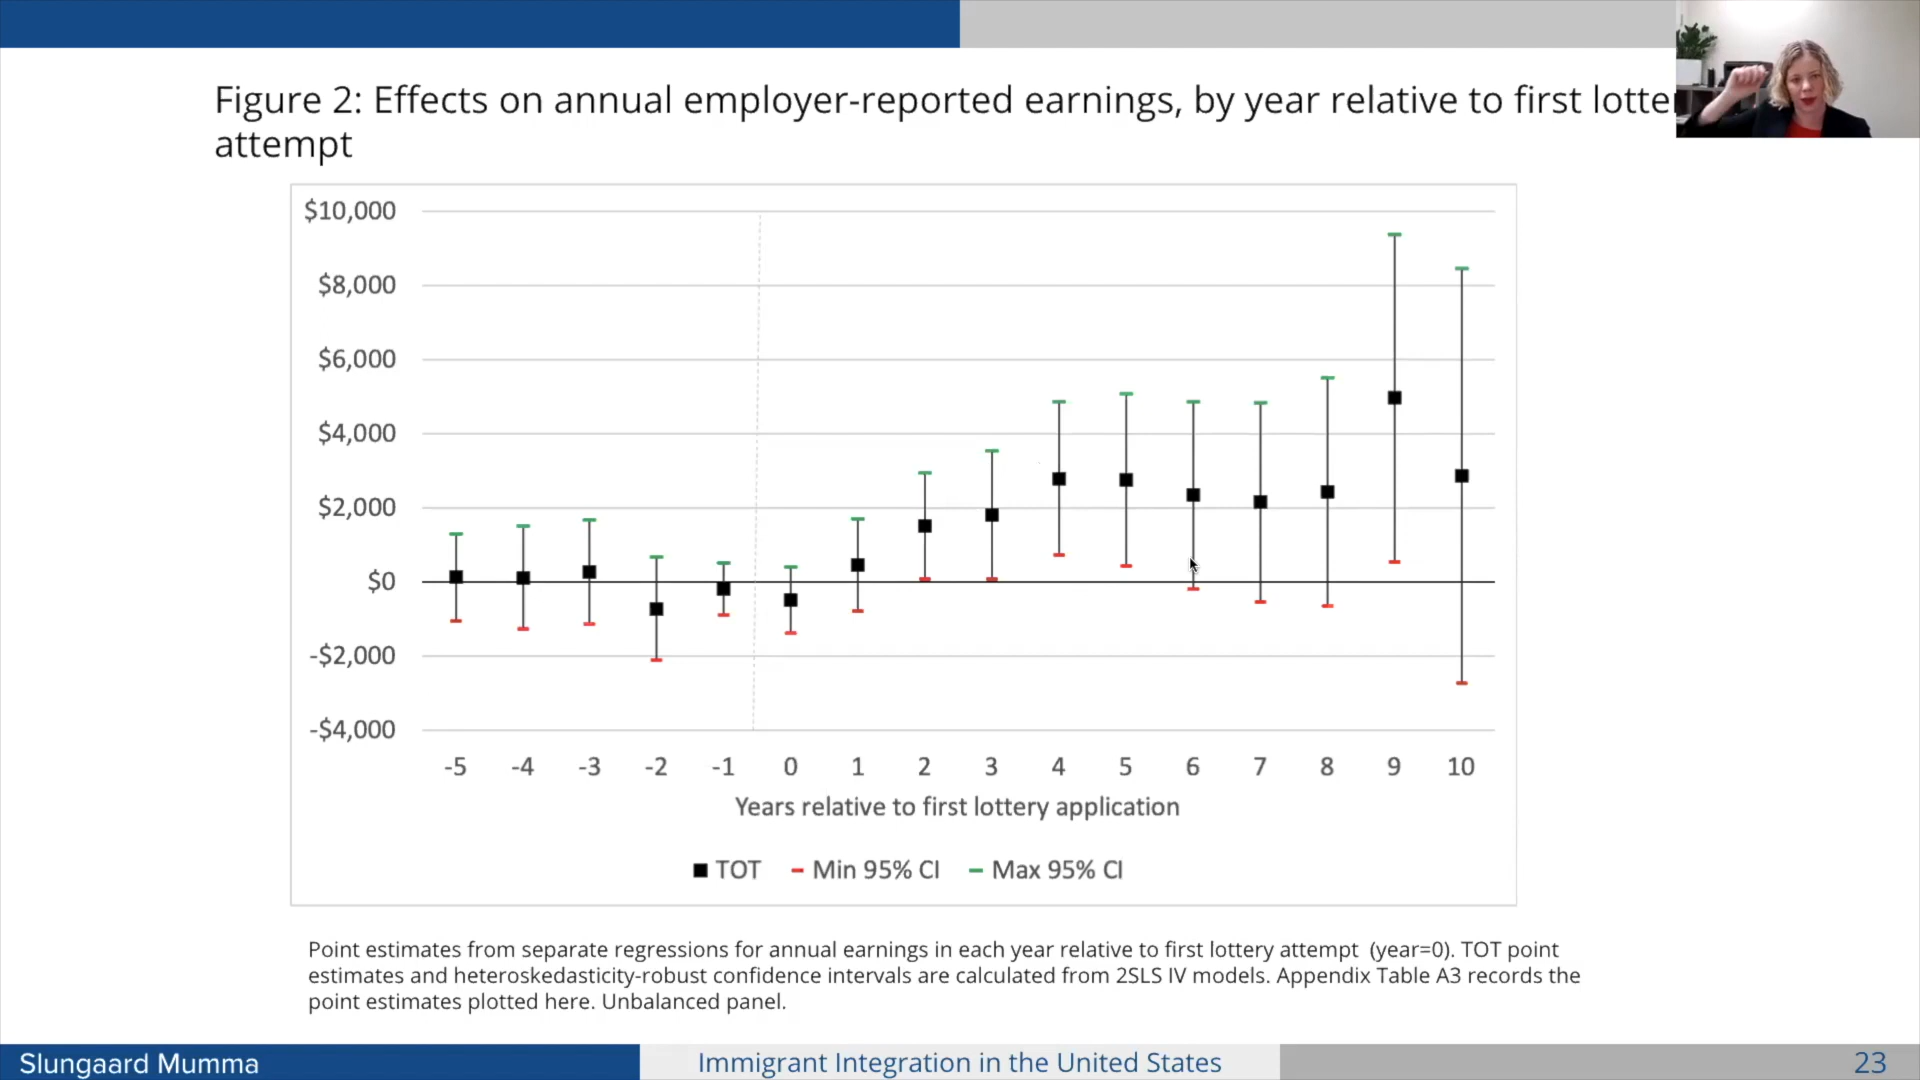 Figure 2: Effects on annual employer-reported earnings, by year relative to first
attempt
$10,000
$8,000
$6,000
$4,000
$2,000
$0
-$2,000
-$4,000
-5 -4 -3 -2 -1 0 1 2 3 4 5 6 7 8 9 10
Years relative to first lottery application
TOT Min 95% CI Max 95% CI
Point estimates from separate regressions for annual earnings in each year relative to first lottery attempt (year=0). TOT point
estimates and heteroskedasticity-robust confidence intervals are calculated from 2SLS IV models. Appendix Table A3 records the
point estimates plotted here. Unbalanced panel.
Slungaard Mumma
Immigrant Integration in the United States
23